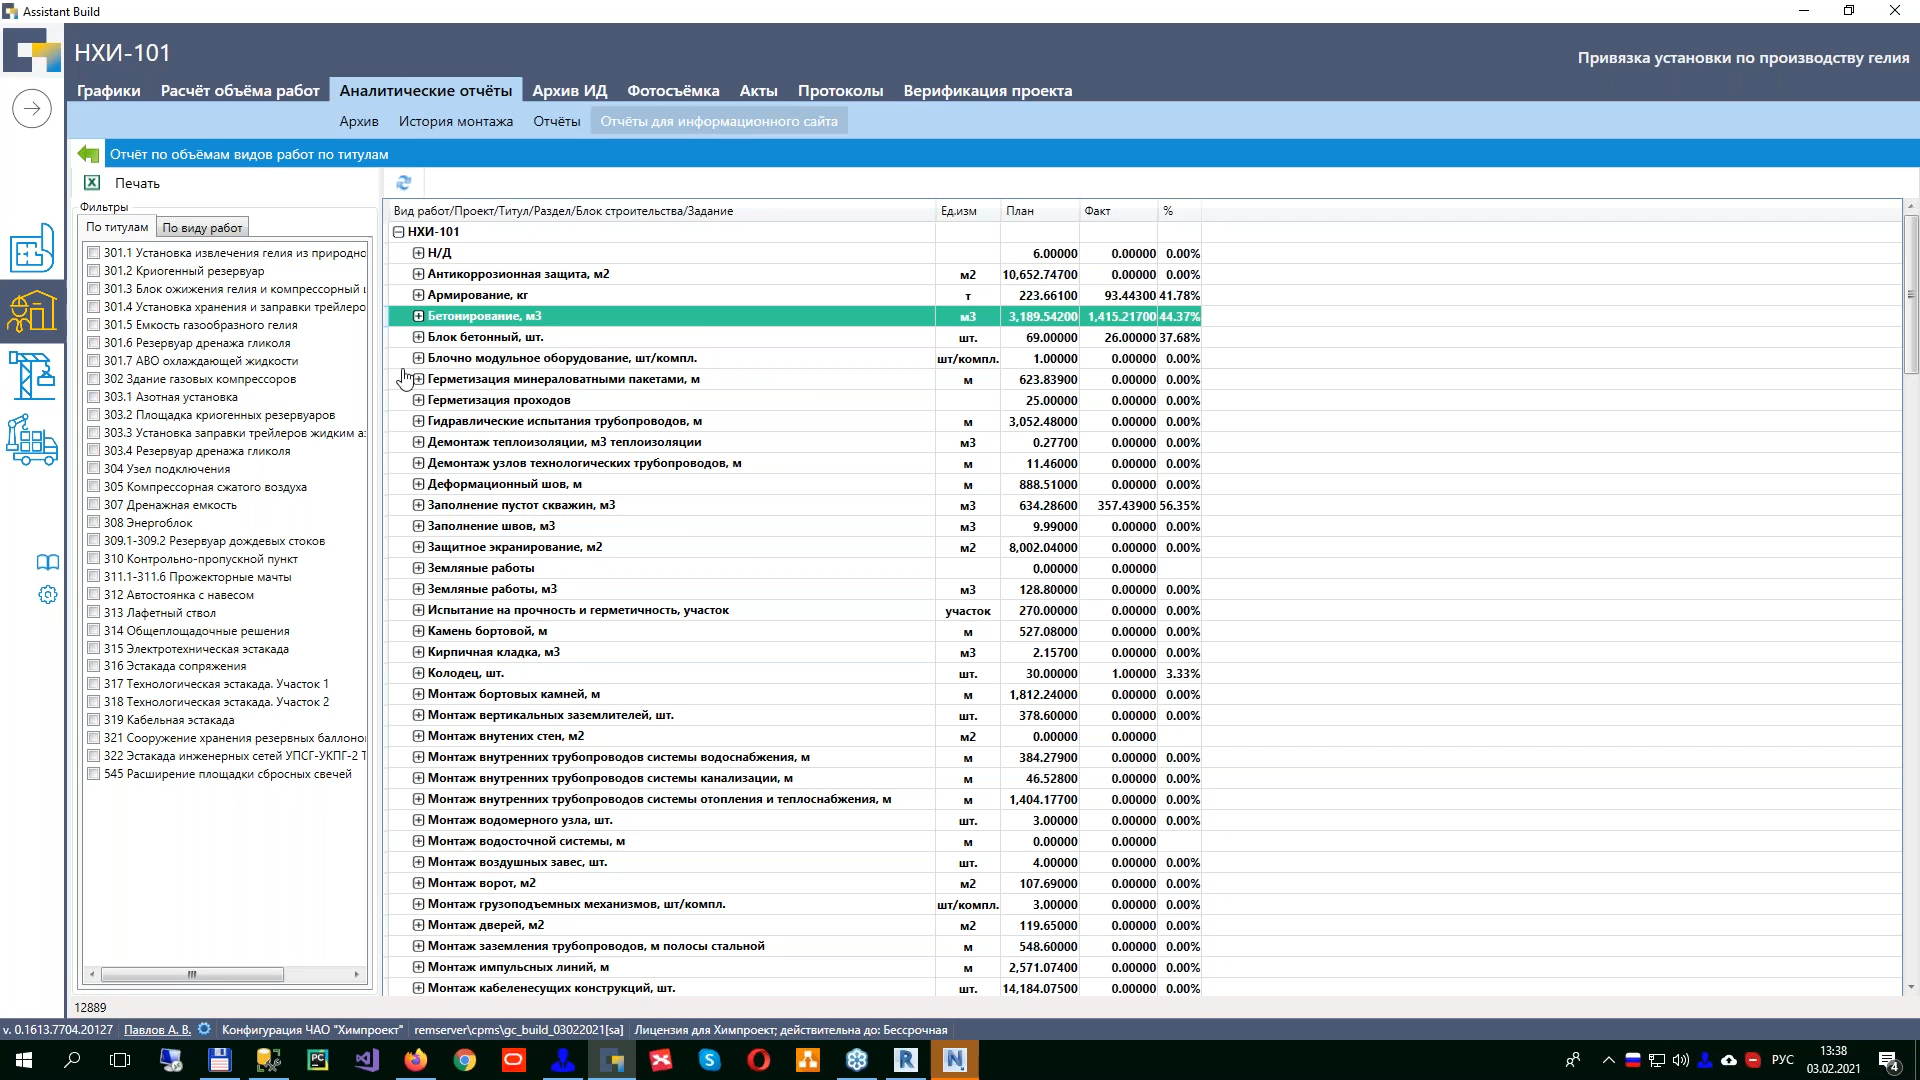 Assistant Build
НХИ-101
Привязка установки по производству гелия
Графики Расчёт объёма работ Аналитические отчёты Архив ИД Фотосъёмка Акты Протоколы Верификация проекта
Архив История монтажа Отчёты Отчёты для информационного сайта
Отчёт по объёмам видов работ по титулам
Печать
Фильтры
По титулам По виду работ
301.1 Установка извлечения гелия из природно
301.2 Криогенный резервуар
301.3 Блок ожижения гелия и компрессорный
301.4 Установка хранения и заправки трейлеро
301.5 Емкость газообразного гелия
301.6 Резервуар дренажа гликоля
301.7 АВО охлаждающей жидкости
302 Здание газовых компрессоров
303.1 Азотная установка
303.2 Площадка криогенных резервуаров
303.3 Установка заправки трейлеров жидким а
303.4 Резервуар дренажа гликоля
304 Узел подключения
305 Компрессорная сжатого воздуха
307 Дренажная емкость
308 Энергоблок
309.1-309.2 Резервуар дождевых стоков
310 Контрольно-пропускной пункт
311.1-311.6 Прожекторные мачты
312 Автостоянка с навесом
313 Лафетный ствол
314 Общеплощадочные решения
315 Электротехническая эстакада
316 Эстакада сопряжения
317 Технологическая эстакада. Участок 1
318 Технологическая эстакада. Участок 2
319 Кабельная эстакада
321 Сооружение хранения резервных баллоно
322 Эстакада инженерных сетей УПСГ-УКПГ-2 Т
545 Расширение площадки сбросных свечей
Вид работ/Проект/Титул/Раздел/Блок строительства/Задание Ед.изм План Факт %
НХИ-101
Н/Д 6.00000 0.00000 0.00%
Антикоррозионная защита, м2 м2 10,652.74700 0.00000 0.00%
Армирование, кг т 223.66100 93.44300 41.78%
Бетонирование, м3 м3 3,189.54200 1,415.21700 44.37%
Блок бетонный, шт. шт. 69.00000 26.00000 37.68%
Блочно модульное оборудование, шт/компл. шт/компл. 1.00000 0.00000 0.00%
Герметизация минераловатными пакетами, м м 623.83900 0.00000 0.00%
Герметизация проходов 25.00000 0.00000 0.00%
Гидравлические испытания трубопроводов, м м 3,052.48000 0.00000 0.00%
Демонтаж теплоизоляции, м3 теплоизоляции м3 0.27700 0.00000 0.00%
Демонтаж узлов технологических трубопроводов, м м 11.46000 0.00000 0.00%
Деформационный шов, м м 888.51000 0.00000 0.00%
Заполнение пустот скважин, м3 м3 634.28600 357.43900 56.35%
Заполнение швов, м3 м3 9.99000 0.00000 0.00%
Защитное экранирование, м2 м2 8,002.04000 0.00000 0.00%
Земляные работы 0.00000 0.00000
Земляные работы, м3 м3 128.80000 0.00000 0.00%
Испытание на прочность и герметичность, участок участок 270.00000 0.00000 0.00%
Камень бортовой, м м 527.08000 0.00000 0.00%
Кирпичная кладка, м3 м3 2.15700 0.00000 0.00%
Колодец, шт. шт. 30.00000 1.00000 3.33%
Монтаж бортовых камней, м м 1,812.24000 0.00000 0.00%
Монтаж вертикальных заземлителей, шт. шт. 378.60000 0.00000 0.00%
Монтаж внутених стен, м2 м2 0.00000 0.00000
Монтаж внутренних трубопроводов системы водоснабжения, м м 384.27900 0.00000 0.00%
Монтаж внутренних трубопроводов системы канализации, м м 46.52800 0.00000 0.00%
Монтаж внутренних трубопроводов системы отопления и теплоснабжения, м м 1,404.17700 0.00000 0.00%
Монтаж водомерного узла, шт. шт. 3.00000 0.00000 0.00%
Монтаж водосточной системы, м м 0.00000 0.00000
Монтаж воздушных завес, шт. шт. 4.00000 0.00000 0.00%
Монтаж ворот, м2 м2 107.69000 0.00000 0.00%
Монтаж грузоподъемных механизмов, шт/компл. шт/компл. 3.00000 0.00000 0.00%
Монтаж дверей, м2 м2 119.65000 0.00000 0.00%
Монтаж заземления трубопроводов, м полосы стальной м 548.60000 0.00000 0.00%
Монтаж импульсных линий, м м 2,571.07400 0.00000 0.00%
Монтаж кабеленесущих конструкций, шт. шт. 14,184.07500 0.00000 0.00%
12889
v. 0.1613.7704.20127 Павлов А. В. Конфигурация ЧАО "Химпроект" remserver\cpms\gc_build_03022021[sa] Лицензия для Химпроект; действительна до: Бессрочная
РУС 13:38
03.02.2021
4